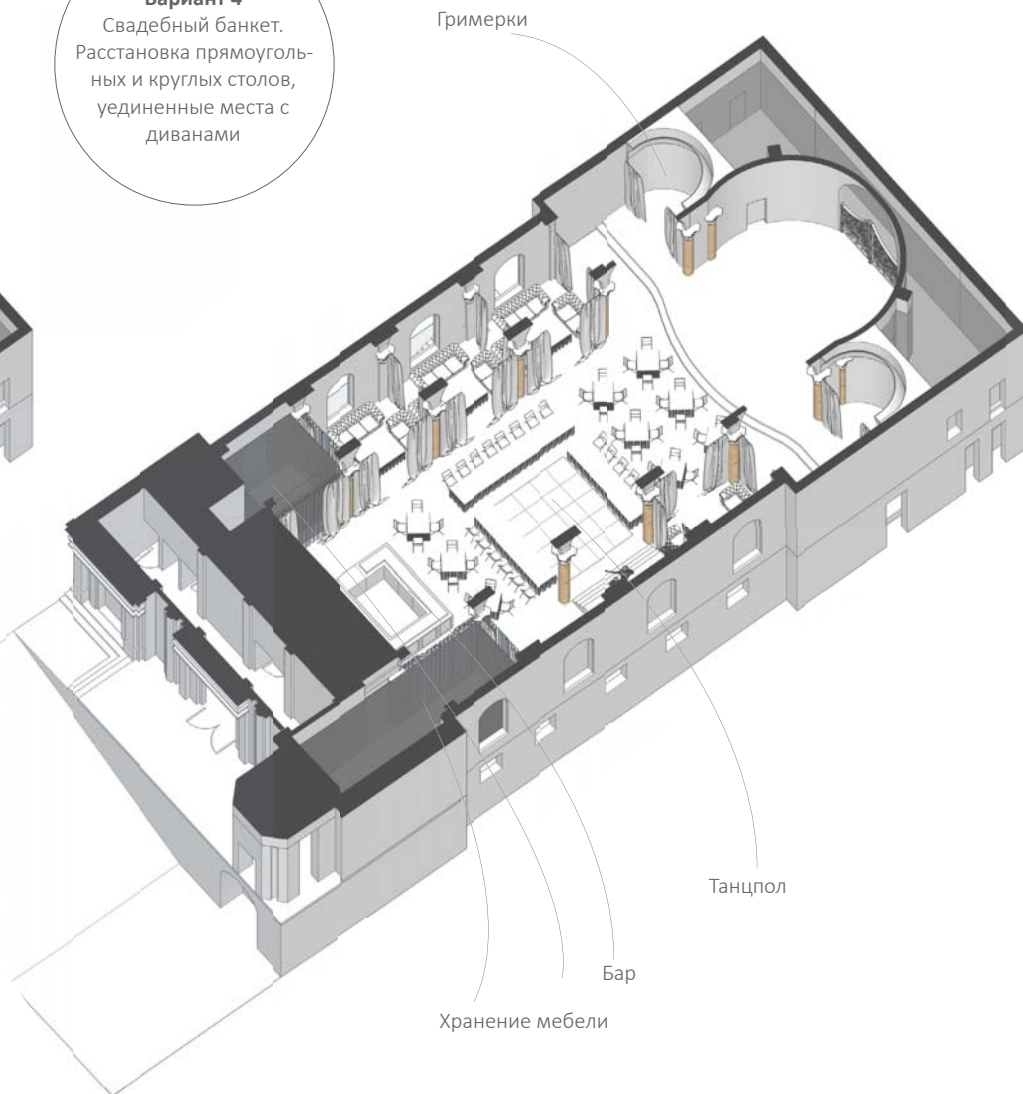 Вариант 4
Свадебный банкет.
Расстановка прямоуголь-
ных и круглых столов,
уединенные места с
диванами
Гримерки
Танцпол
Бар
Хранение мебели